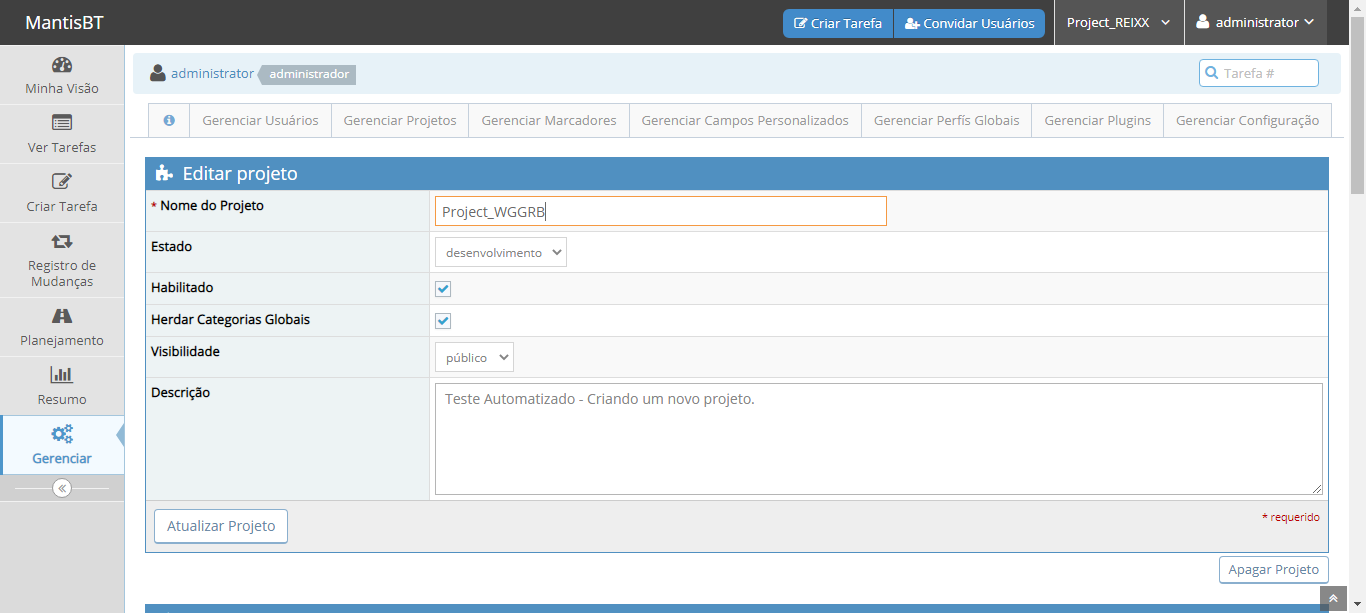 MantisBT
Criar Tarefa
Convidar Usuários
Project_REIXX
administrator
Minha Visão
Ver Tarefas
Criar Tarefa
Registro de
Mudanças
Planejamento
Resumo
Gerenciar
administrator administrador
Tarefa #
Gerenciar Usuários
Gerenciar Projetos
Gerenciar Marcadores
Gerenciar Campos Personalizados
Gerenciar Perfís Globais
Gerenciar Plugins
Gerenciar Configuração
Editar projeto
* Nome do Projeto
Project_WGGRB
Estado
desenvolvimento
Habilitado
Herdar Categorias Globais
Visibilidade
público
Descrição
Teste Automatizado - Criando um novo projeto.
Atualizar Projeto
* requerido
Apagar Projeto